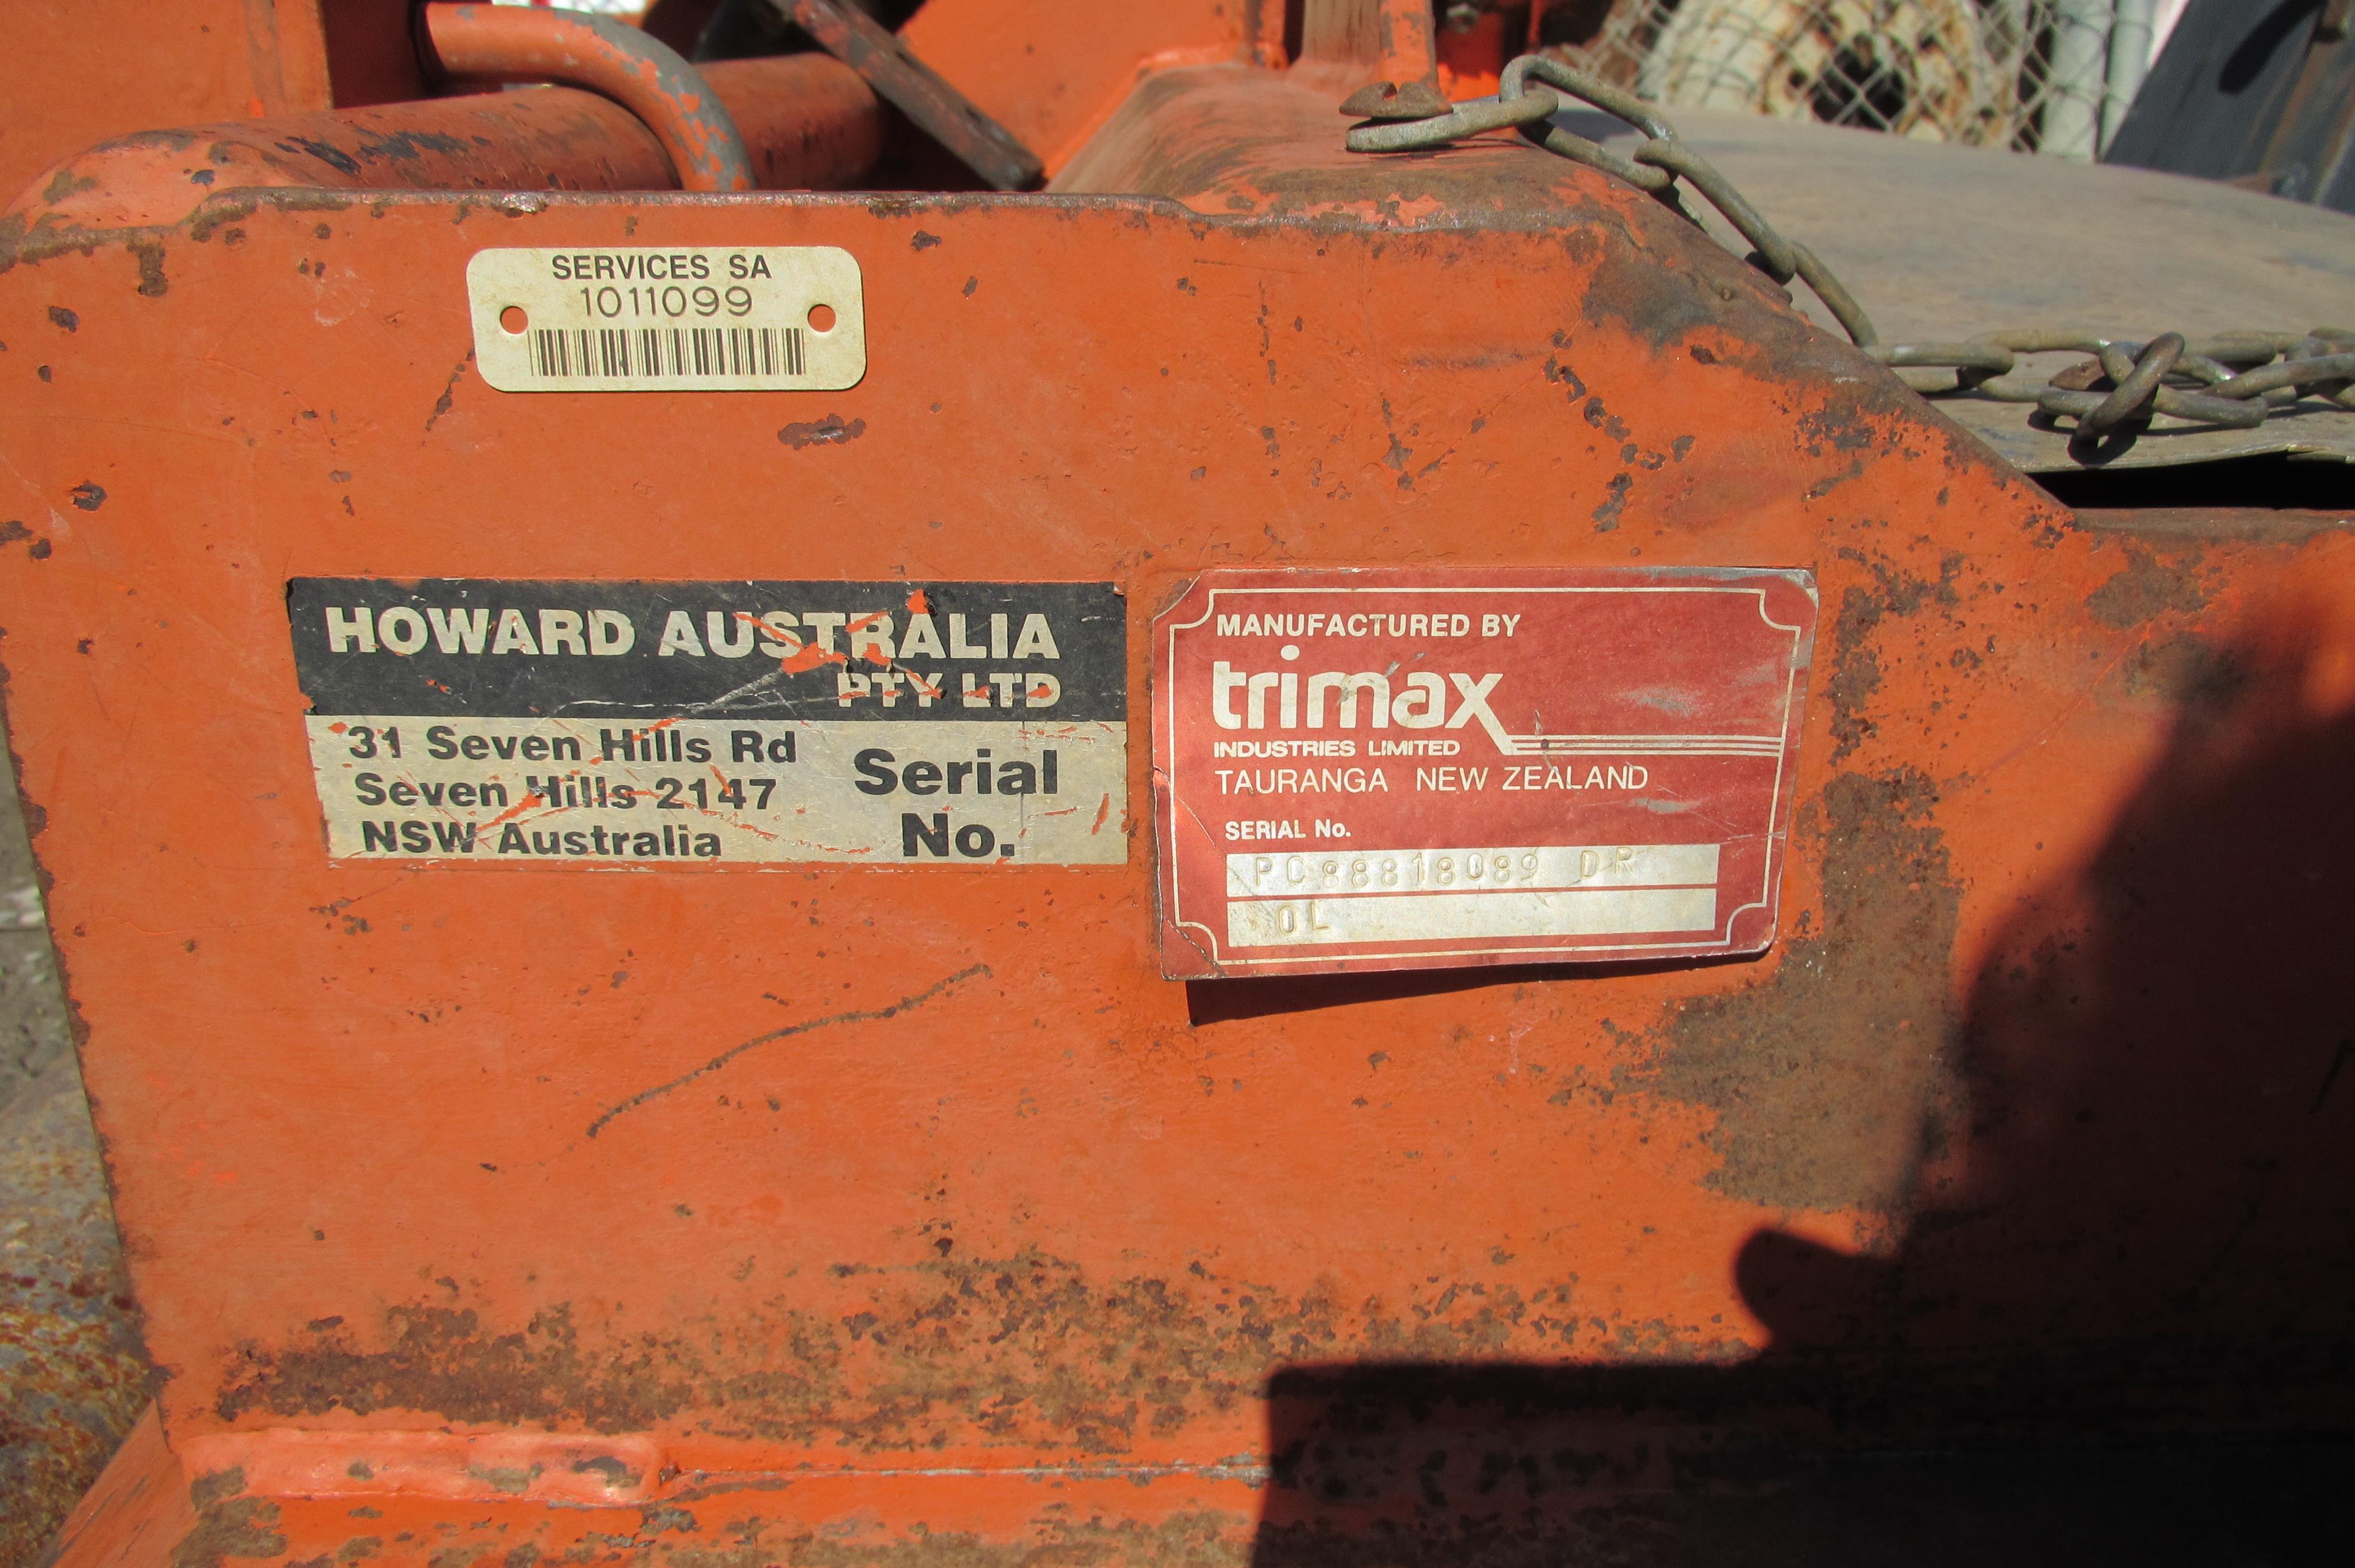 SERVICES SA
1011099
HOWARD AUSTRALIA
PTY LTD
31 Seven Hills Rd
Seven Hills 2147
NSW Australia
Serial
No.
MANUFACTURED BY
trimax
INDUSTRIES LIMITED
TAURANGA NEW ZEALAND
SERIAL No.
PC88818089 DR
OL